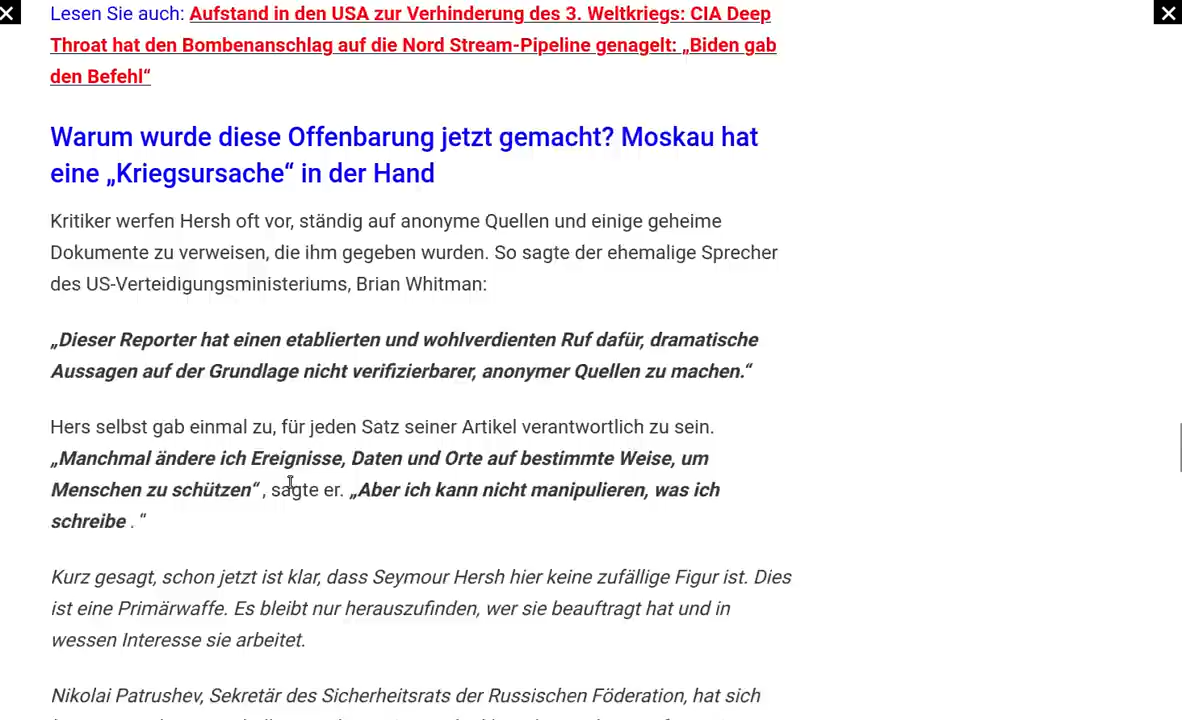 Lesen Sie auch: Aufstand in den USA zur Verhinderung des 3. Weltkriegs: CIA Deep
Throat hat den Bombenanschlag auf die Nord Stream-Pipeline genagelt: „Biden gab
den Befehl“
Warum wurde diese Offenbarung jetzt gemacht? Moskau hat
eine „Kriegsursache“ in der Hand
Kritiker werfen Hersh oft vor, ständig auf anonyme Quellen und einige geheime
Dokumente zu verweisen, die ihm gegeben wurden. So sagte der ehemalige Sprecher
des US-Verteidigungsministeriums, Brian Whitman:
„Dieser Reporter hat einen etablierten und wohlverdienten Ruf dafür, dramatische
Aussagen auf der Grundlage nicht verifizierbarer, anonymer Quellen zu machen.“
Hers selbst gab einmal zu, für jeden Satz seiner Artikel verantwortlich zu sein.
„Manchmal ändere ich Ereignisse, Daten und Orte auf bestimmte Weise, um
Menschen zu schützen“ , sagte er. „Aber ich kann nicht manipulieren, was ich
schreibe . “
Kurz gesagt, schon jetzt ist klar, dass Seymour Hersh hier keine zufällige Figur ist. Dies
ist eine Primärwaffe. Es bleibt nur herauszufinden, wer sie beauftragt hat und in
wessen Interesse sie arbeitet.
Nikolai Patrushev, Sekretär des Sicherheitsrats der Russischen Föderation, hat sich